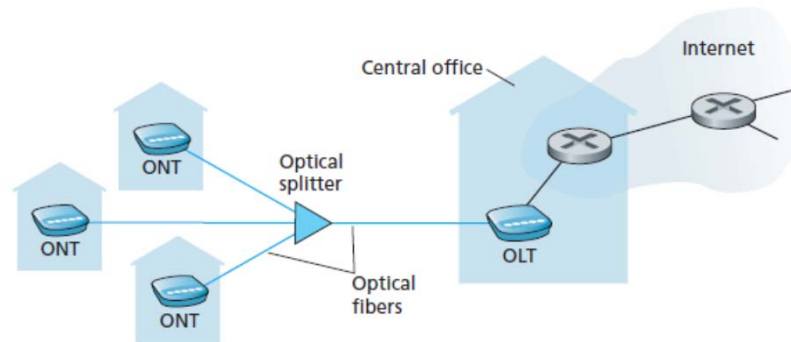 Internet
Central office
ONT
Optical
splitter
ONT
OLT
Optical
fibers
ONT